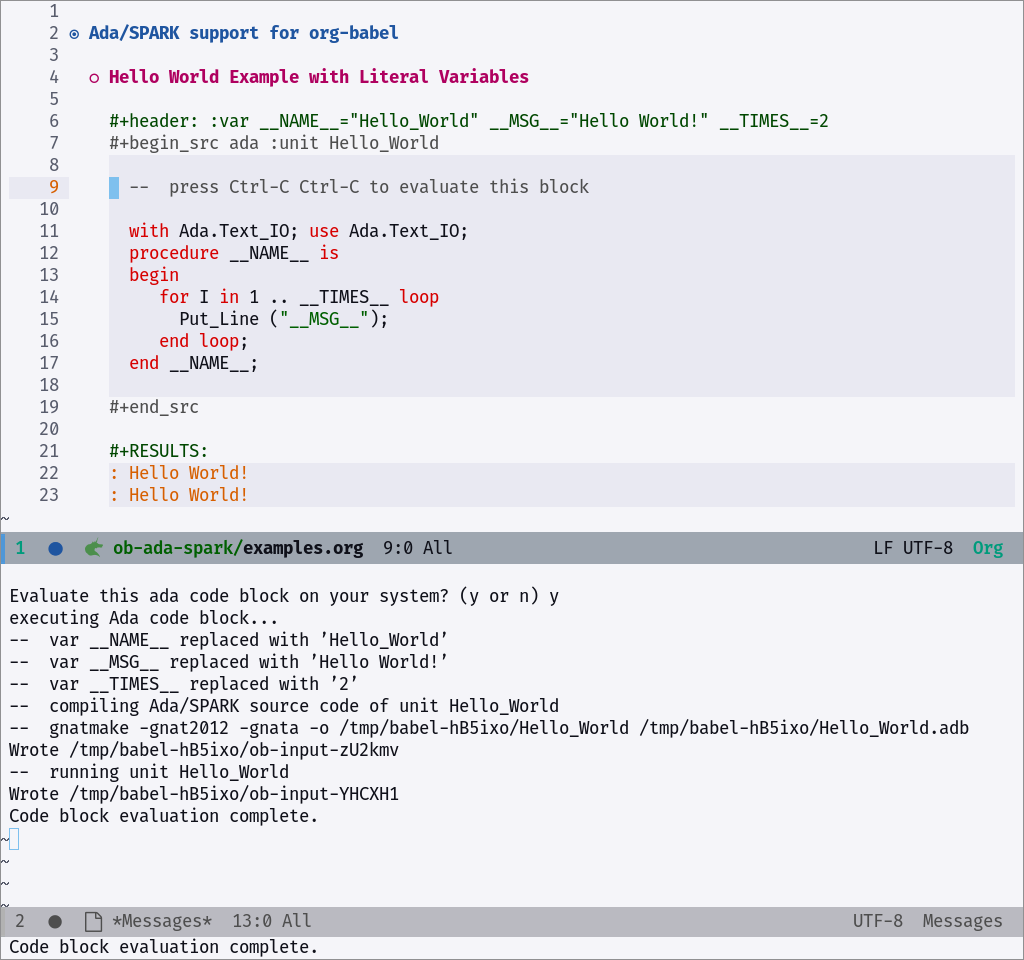 1
2 Ada/SPARK support for org-babel
3
4 Hello World Example with Literal Variables
5
6 #+header: :var __NAME__="Hello_World" __MSG__="Hello World!" __TIMES__=2
7 #+begin_src ada :unit Hello_World
8
9 --  press Ctrl-C Ctrl-C to evaluate this block
10
11 with Ada.Text_IO; use Ada.Text_IO;
12 procedure __NAME__ is
13 begin
14    for I in 1 .. __TIMES__ loop
15      Put_Line ("__MSG__");
16    end loop;
17 end __NAME__;
18
19 #+end_src
20
21 #+RESULTS:
22 : Hello World!
23 : Hello World!
~
1 ob-ada-spark/examples.org  9:0 All LF UTF-8  Org
Evaluate this ada code block on your system? (y or n) y
executing Ada code block...
--  var __NAME__ replaced with ’Hello_World’
--  var __MSG__ replaced with ’Hello World!’
--  var __TIMES__ replaced with ’2’
--  compiling Ada/SPARK source code of unit Hello_World
--  gnatmake -gnat2012 -gnata -o /tmp/babel-hB5ixo/Hello_World /tmp/babel-hB5ixo/Hello_World.adb
Wrote /tmp/babel-hB5ixo/ob-input-zU2kmv
--  running unit Hello_World
Wrote /tmp/babel-hB5ixo/ob-input-YHCXH1
Code block evaluation complete.
~
~
~
~
2 *Messages*  13:0 All UTF-8  Messages
Code block evaluation complete.